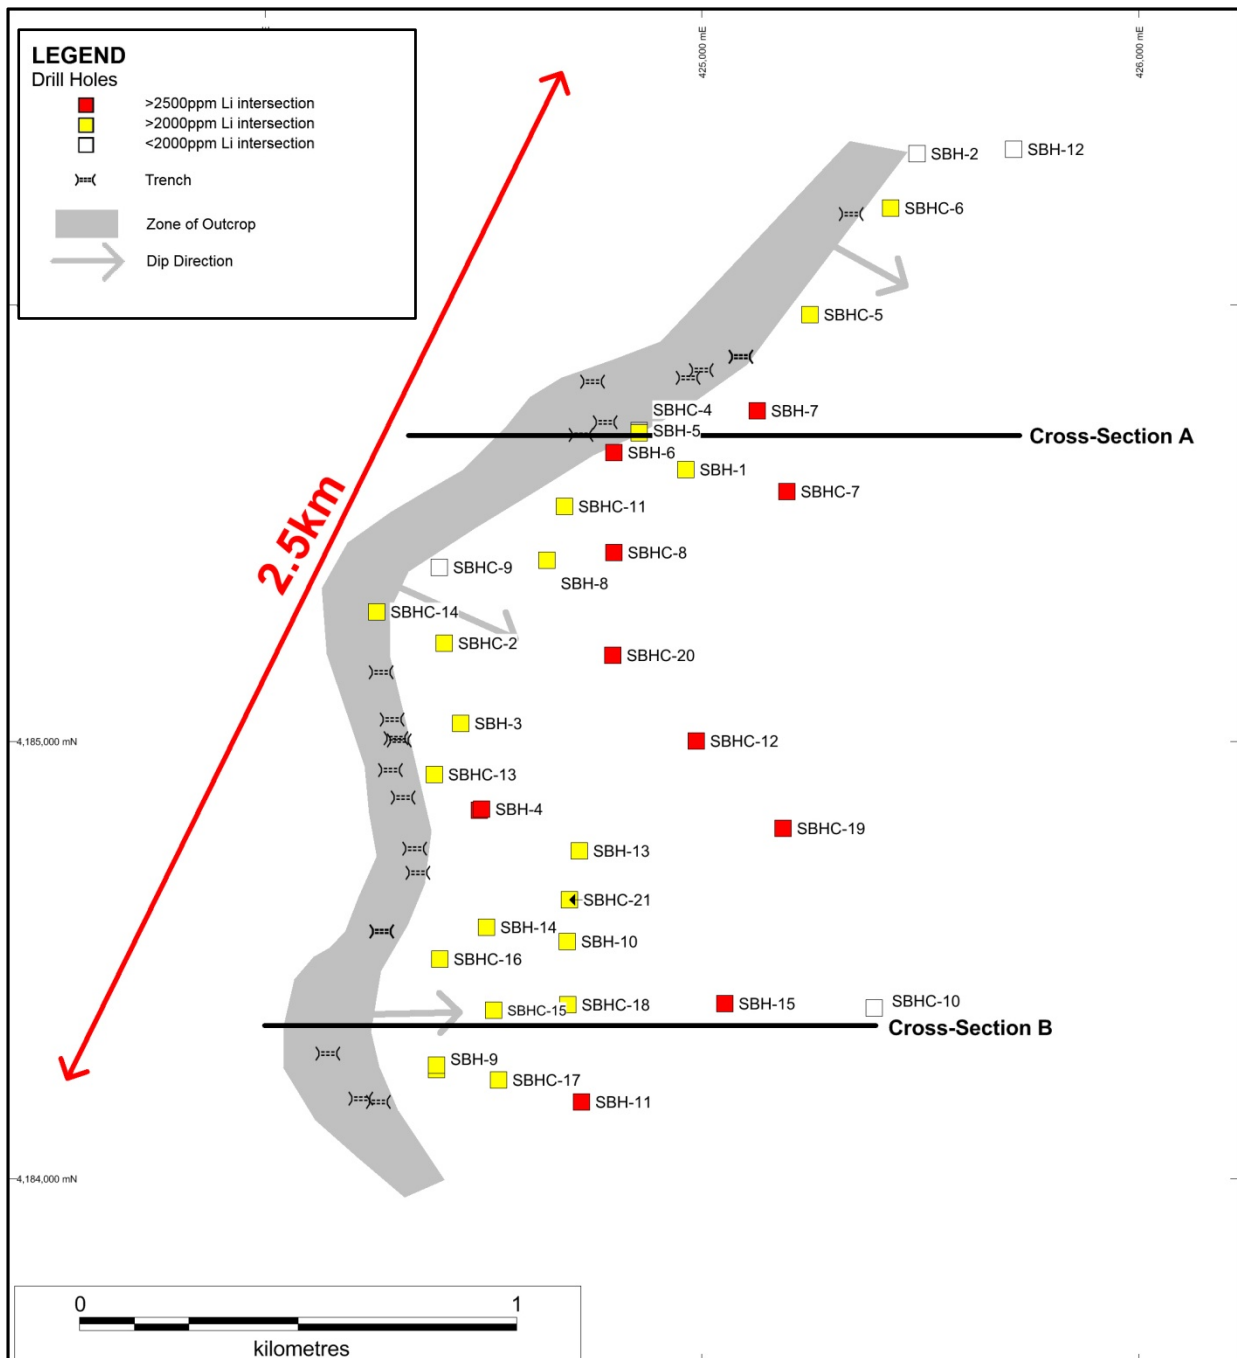 LEGEND
Drill Holes
>2500ppm Li intersection
>2000ppm Li intersection
<2000ppm Li intersection
Trench
Zone of Outcrop
Dip Direction
425,000 mE
426,000 mE
2.5km
SBH-2
SBH-12
SBHC-6
SBHC-5
SBHC-4
SBH-7
SBH-5
Cross-Section A
SBH-6
SBH-1
SBHC-7
SBHC-11
SBHC-8
SBHC-9
SBH-8
SBHC-14
SBHC-2
SBHC-20
SBH-3
4,185,000 mN
SBHC-12
SBHC-13
SBH-4
SBHC-19
SBH-13
SBHC-21
SBH-14
SBH-10
SBHC-16
SBHC-15
SBHC-18
SBH-15
SBHC-10
Cross-Section B
SBH-9
SBHC-17
SBH-11
4,184,000 mN
0
1
kilometres